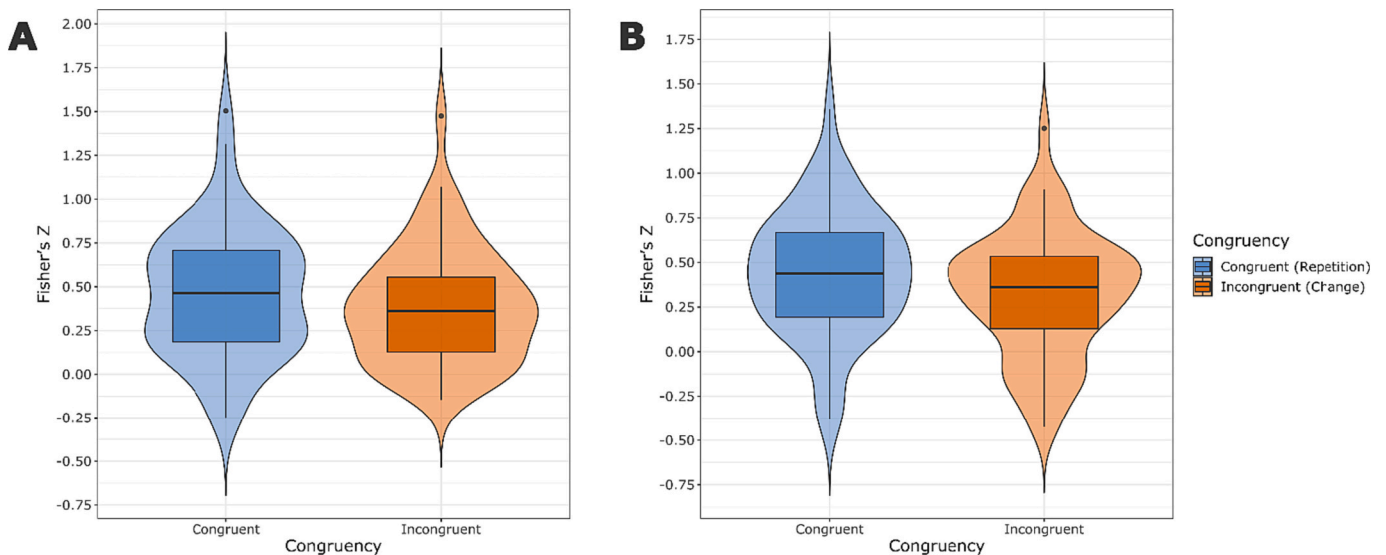 A
2.00
1.75
1.50
1.25
1.00
0.75
0.50
0.25
0.00
-0.25
-0.50
-0.75
Fisher's Z
Congruent
Incongruent
Congruency
B
1.75
1.50
1.25
1.00
0.75
0.50
0.25
0.00
-0.25
-0.50
-0.75
Fisher's Z
Congruent
Incongruent
Congruency
Congruency
Congruent (Repetition)
Incongruent (Change)